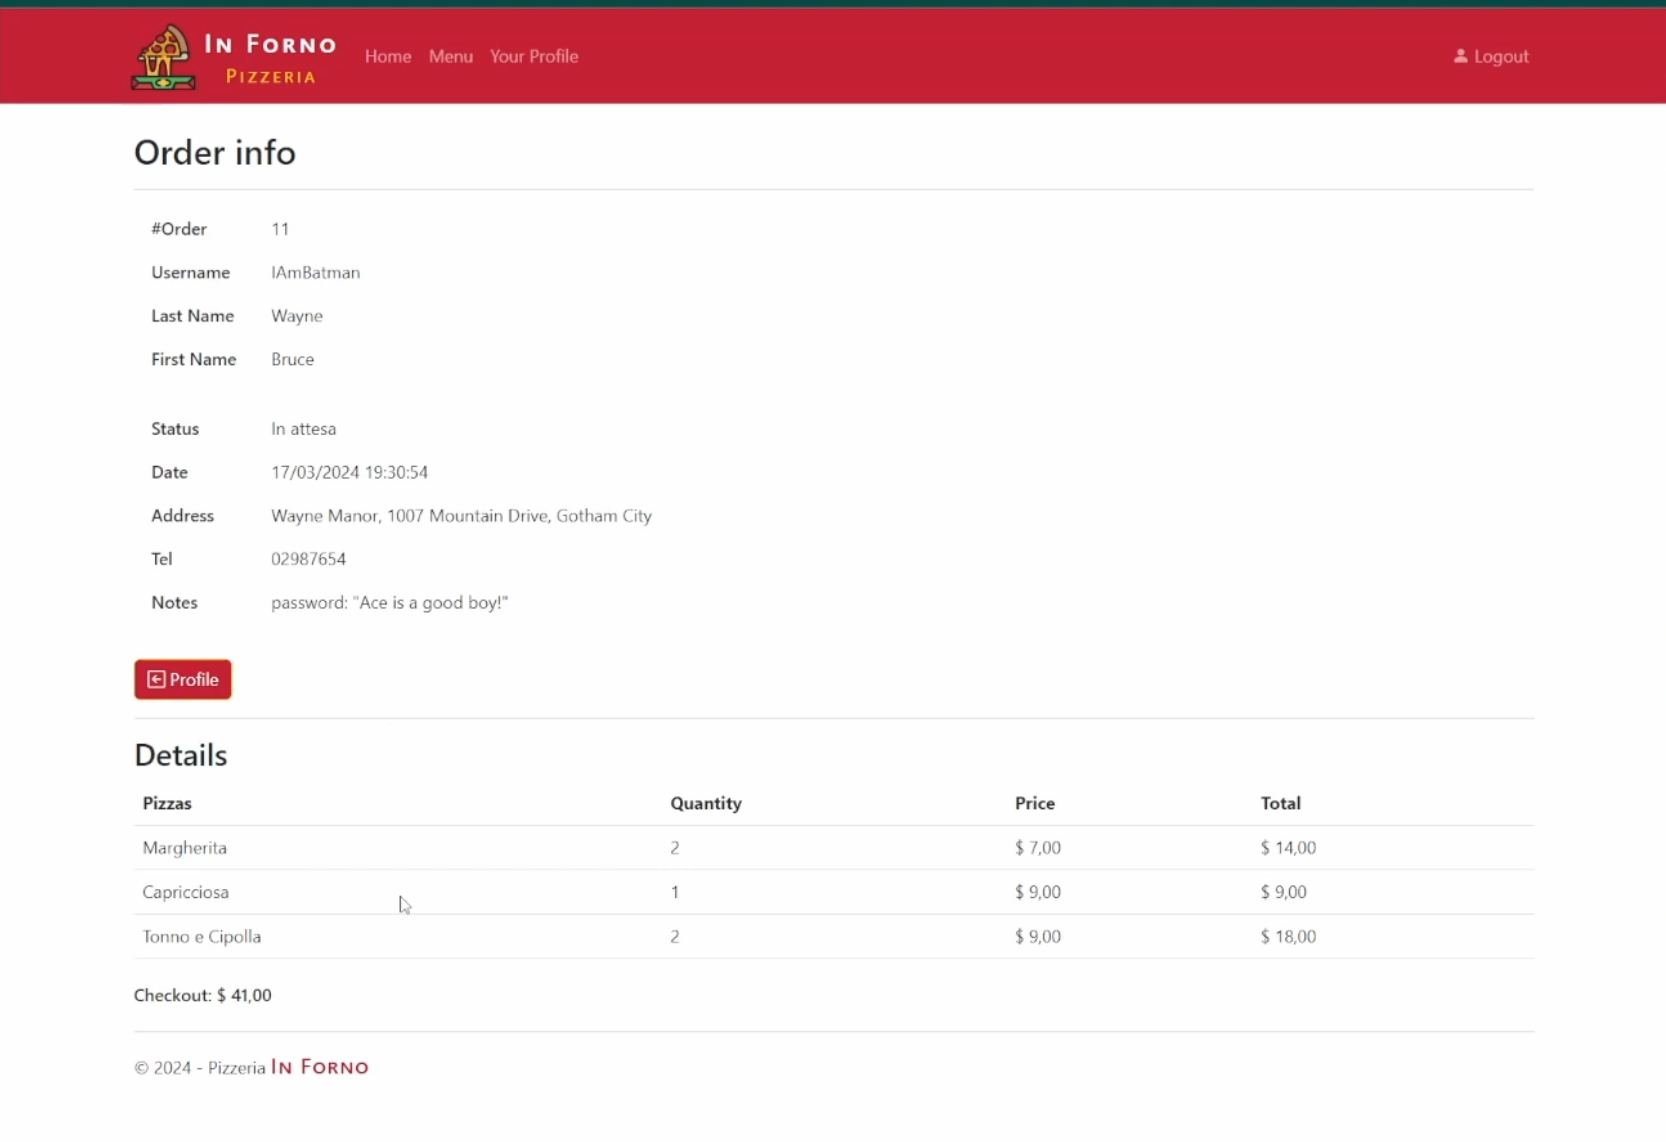 In Forno
Pizzeria
Home Menu Your Profile Logout
Order info
#Order 11
Username IAmBatman
Last Name Wayne
First Name Bruce
Status In attesa
Date 17/03/2024 19:30:54
Address Wayne Manor, 1007 Mountain Drive, Gotham City
Tel 02987654
Notes password: "Ace is a good boy!"
Profile
Details
Pizzas Quantity Price Total
Margherita 2 $ 7,00 $ 14,00
Capricciosa 1 $ 9,00 $ 9,00
Tonno e Cipolla 2 $ 9,00 $ 18,00
Checkout: $ 41,00
© 2024 - Pizzeria In Forno